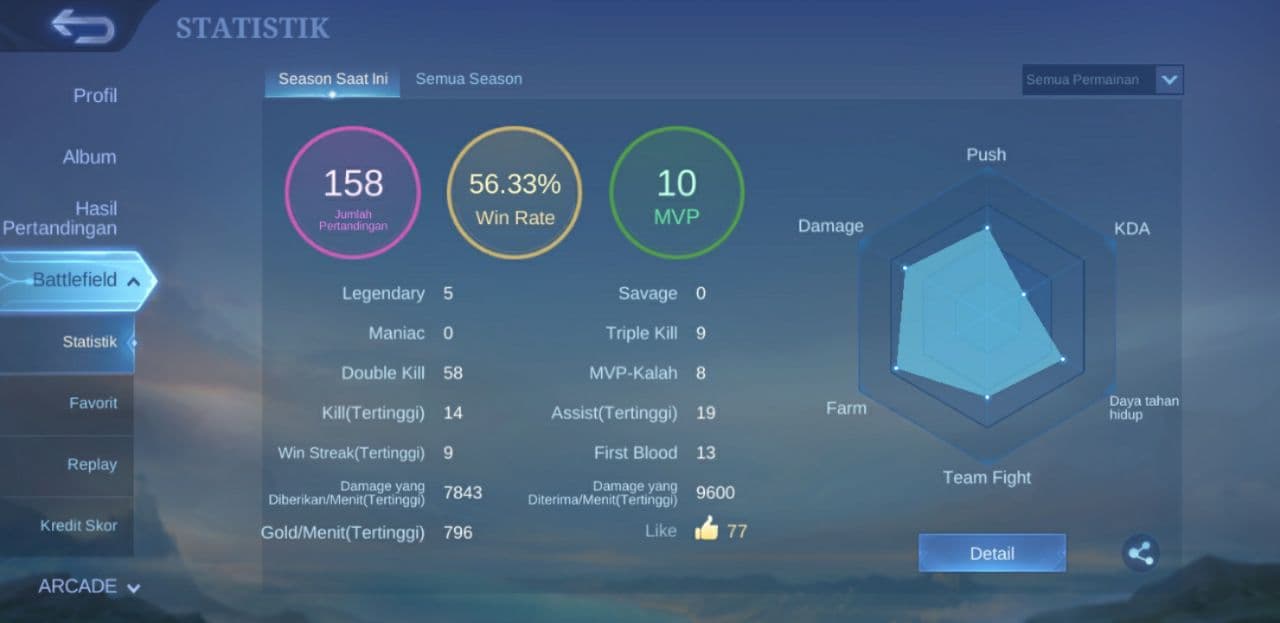 STATISTIK
Profil
Album
Hasil
Pertandingan
Battlefield
Statistik
Favorit
Replay
Kredit Skor
ARCADE
Season Saat Ini
Semua Season
Semua Permainan
158
Jumlah
Pertandingan
56.33%
Win Rate
10
MVP
Legendary 5
Savage 0
Maniac 0
Triple Kill 9
Double Kill 58
MVP-Kalah 8
Kill(Tertinggi) 14
Assist(Tertinggi) 19
Win Streak(Tertinggi) 9
First Blood 13
Damage yang
Diberikan/Menit(Tertinggi) 7843
Damage yang
Diterima/Menit(Tertinggi) 9600
Gold/Menit(Tertinggi) 796
Like 77
Push
Damage
KDA
Farm
Daya tahan
hidup
Team Fight
Detail